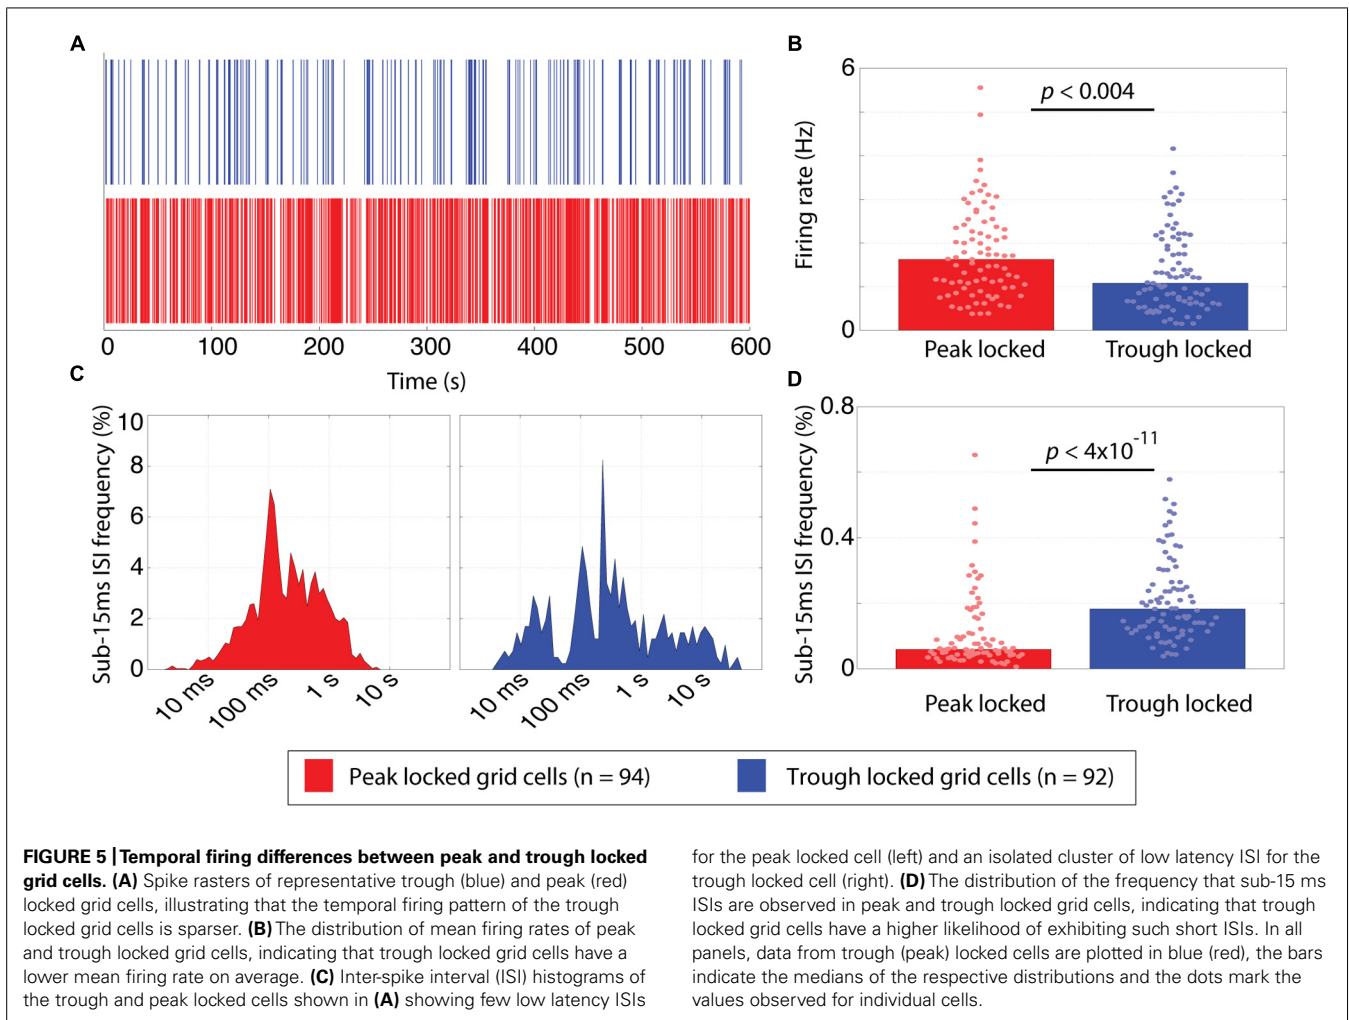 A
0
100
200
300
400
500
600
Time (s)
B
6
0
Firing rate (Hz)
p < 0.004
Peak locked
Trough locked
C
Sub-15ms ISI frequency (%)
10
8
6
4
2
0
10 ms
100 ms
1 s
10 s
10 ms
100 ms
1 s
10 s
D
Sub-15ms ISI frequency (%)
0.8
0.4
0
p < 4x10⁻¹¹
Peak locked
Trough locked
Peak locked grid cells (n = 94)
Trough locked grid cells (n = 92)
FIGURE 5 | Temporal firing differences between peak and trough locked
grid cells. (A) Spike rasters of representative trough (blue) and peak (red)
locked grid cells, illustrating that the temporal firing pattern of the trough
locked grid cells is sparser. (B) The distribution of mean firing rates of peak
and trough locked grid cells, indicating that trough locked grid cells have a
lower mean firing rate on average. (C) Inter-spike interval (ISI) histograms of
the trough and peak locked cells shown in (A) showing few low latency ISIs
for the peak locked cell (left) and an isolated cluster of low latency ISI for the
trough locked cell (right). (D) The distribution of the frequency that sub-15 ms
ISIs are observed in peak and trough locked grid cells, indicating that trough
locked grid cells have a higher likelihood of exhibiting such short ISIs. In all
panels, data from trough (peak) locked cells are plotted in blue (red), the bars
indicate the medians of the respective distributions and the dots mark the
values observed for individual cells.